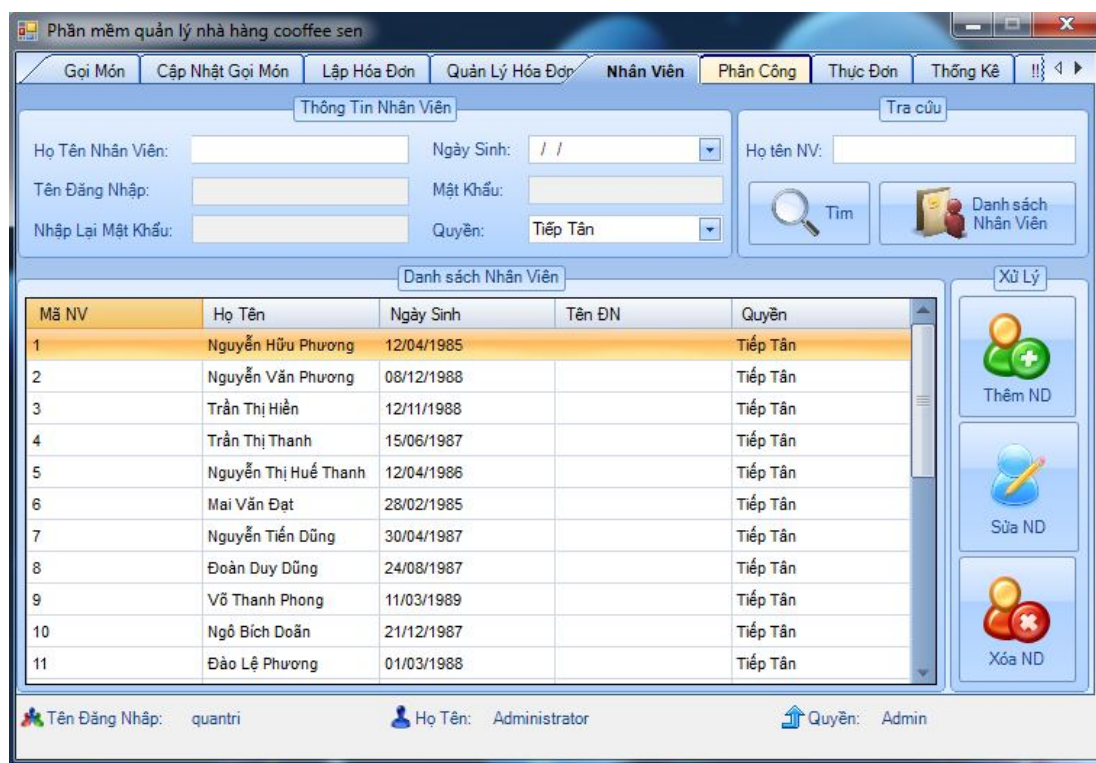 Phần mềm quản lý nhà hàng cooffee sen
Gọi Món Cập Nhật Gọi Món Lập Hóa Đơn Quản Lý Hóa Đơn Nhân Viên Phân Công Thực Đơn Thống Kê
Thông Tin Nhân Viên
Họ Tên Nhân Viên: Ngày Sinh: / /
Tên Đăng Nhập: Mật Khẩu:
Nhập Lại Mật Khẩu: Quyền: Tiếp Tân
Tra cứu
Họ tên NV:
Tìm Danh sách Nhân Viên
Danh sách Nhân Viên
Mã NV Họ Tên Ngày Sinh Tên ĐN Quyền
1 Nguyễn Hữu Phương 12/04/1985 Tiếp Tân
2 Nguyễn Văn Phương 08/12/1988 Tiếp Tân
3 Trần Thị Hiền 12/11/1988 Tiếp Tân
4 Trần Thị Thanh 15/06/1987 Tiếp Tân
5 Nguyễn Thị Huế Thanh 12/04/1986 Tiếp Tân
6 Mai Văn Đạt 28/02/1985 Tiếp Tân
7 Nguyễn Tiến Dũng 30/04/1987 Tiếp Tân
8 Đoàn Duy Dũng 24/08/1987 Tiếp Tân
9 Võ Thanh Phong 11/03/1989 Tiếp Tân
10 Ngô Bích Doãn 21/12/1987 Tiếp Tân
11 Đào Lệ Phương 01/03/1988 Tiếp Tân
Xử Lý
Thêm ND
Sửa ND
Xóa ND
Tên Đăng Nhâp: quantri Họ Tên: Administrator Quyền: Admin